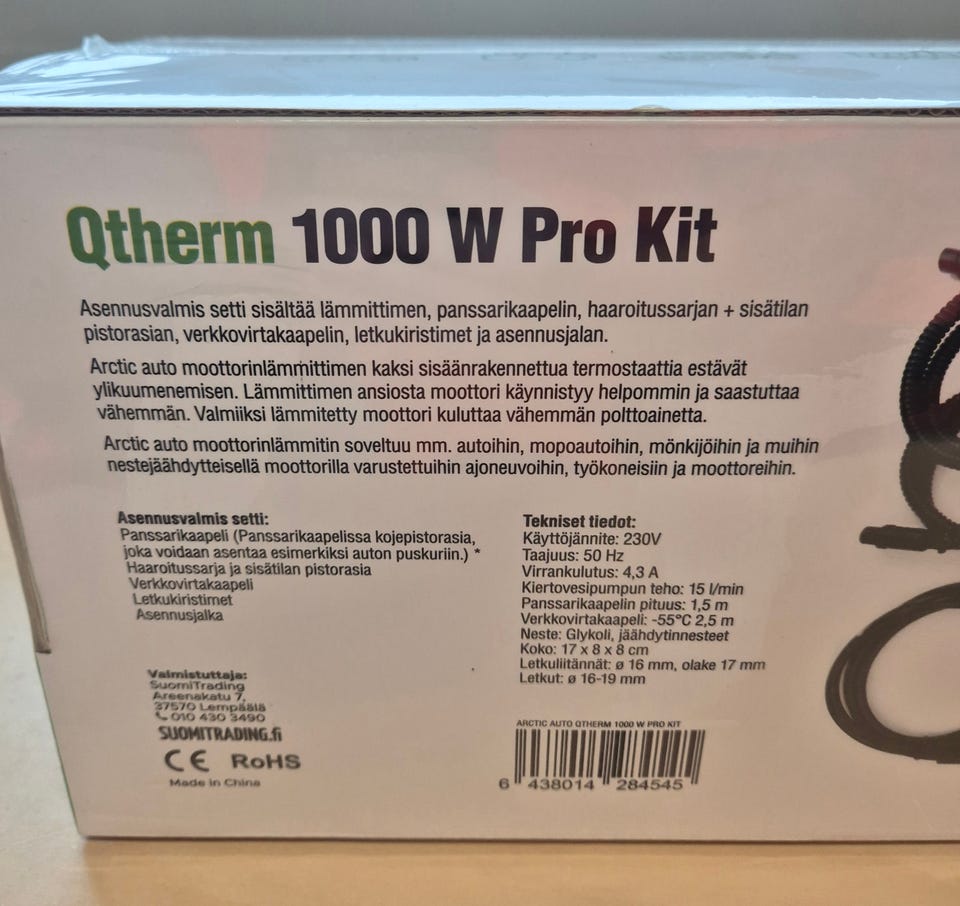 Qtherm 1000 W Pro Kit
Asennusvalmis setti sisältää lämmittimen, panssarikaapelin, haaroitussarjan + sisätilan
pistorasian, verkkovirtakaapelin, letkukiristimet ja asennusjalan.
Arctic auto moottorinlämmittimen kaksi sisäänrakennettua termostaattia estävät
ylikuumenemisen. Lämmittimen ansiosta moottori käynnistyy helpommin ja saastuttaa
vähemmän. Valmiiksi lämmitetty moottori kuluttaa vähemmän polttoainetta.
Arctic auto moottorinlämmitin soveltuu mm. autoihin, mopoautoihin, mönkijöihin ja muihin
nestejäähdytteisellä moottorilla varustettuihin ajoneuvoihin, työkoneisiin ja moottoreihin.
Asennusvalmis setti:
Panssarikaapeli (Panssarikaapelissa kojepistorasia,
joka voidaan asentaa esimerkiksi auton puskuriin.) *
Haaroitussarja ja sisätilan pistorasia
Verkkovirtakaapeli
Letkukiristimet
Asennusjalka
Tekniset tiedot:
Käyttöjännite: 230V
Taajuus: 50 Hz
Virrankulutus: 4,3 A
Kiertovesipumpun teho: 15 l/min
Panssarikaapelin pituus: 1,5 m
Verkkovirtakaapeli: -55°C 2,5 m
Neste: Glykoli, jäähdytinnesteet
Koko: 17 x 8 x 8 cm
Letkuliitännät: ø 16 mm, olake 17 mm
Letkut: ø 16-19 mm
Valmistuttaja:
SuomiTrading
Areenakatu 7,
37570 Lempäälä
010 430 3490
SUOMITRADING.fi
CE RoHS
Made in China
ARCTIC AUTO QTHERM 1000 W PRO KIT
6 438014 284545